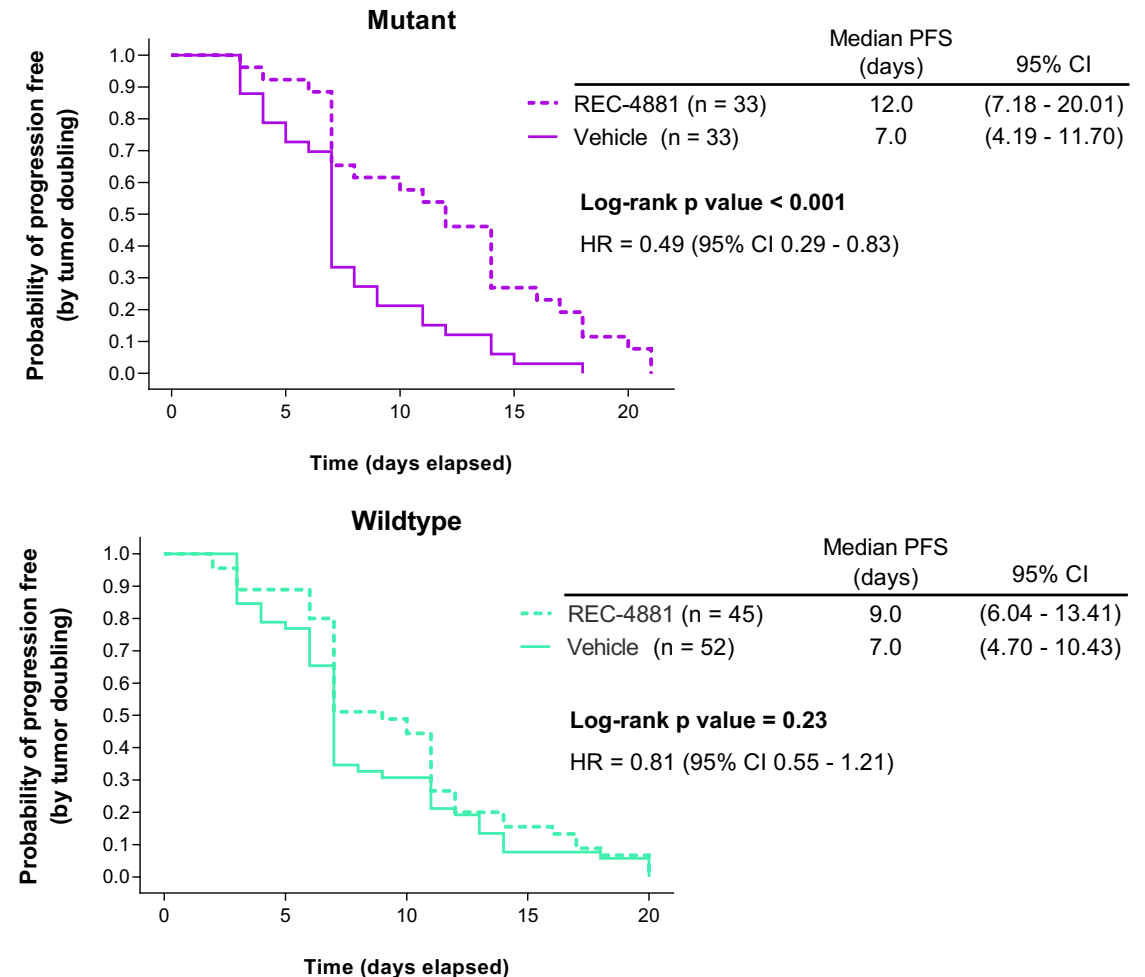 Mutant
Probability of progression free
(by tumor doubling)
1.0
0.9
0.8
0.7
0.6
0.5
0.4
0.3
0.2
0.1
0.0
0 5 10 15 20
Time (days elapsed)
Median PFS
(days) 95% CI
REC-4881 (n = 33) 12.0 (7.18 - 20.01)
Vehicle (n = 33) 7.0 (4.19 - 11.70)
Log-rank p value < 0.001
HR = 0.49 (95% CI 0.29 - 0.83)
Wildtype
Probability of progression free
(by tumor doubling)
1.0
0.9
0.8
0.7
0.6
0.5
0.4
0.3
0.2
0.1
0.0
0 5 10 15 20
Time (days elapsed)
Median PFS
(days) 95% CI
REC-4881 (n = 45) 9.0 (6.04 - 13.41)
Vehicle (n = 52) 7.0 (4.70 - 10.43)
Log-rank p value = 0.23
HR = 0.81 (95% CI 0.55 - 1.21)